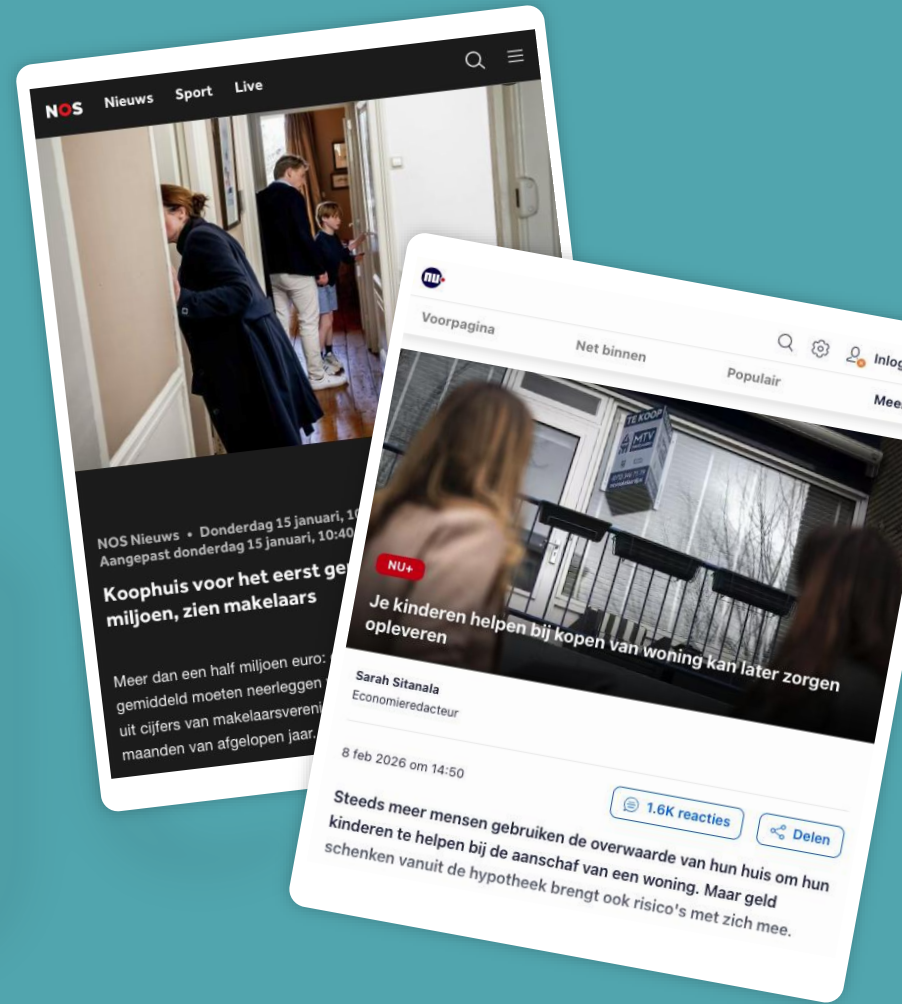 NOS Nieuws Sport Live
NOS Nieuws • Donderdag 15 januari,
Aangepast donderdag 15 januari, 10:40
Koophuis voor het eerst
miljoen, zien makelaars
Meer dan een half miljoen euro:
gemiddeld moeten neerleggen
uit cijfers van
maanden van afgelopen jaar.
nu
Voorpagina Net binnen Populair
TE KOOP
MTV
NU+
Je kinderen helpen bij kopen van woning kan later zorgen
opleveren
Sarah Sitanala
Economieredacteur
8 feb 2026 om 14:50
1.6K reacties Delen
Steeds meer mensen gebruiken de overwaarde van hun huis om hun
kinderen te helpen bij de aanschaf van een woning. Maar geld
schenken vanuit de hypotheek brengt ook risico's met zich mee.